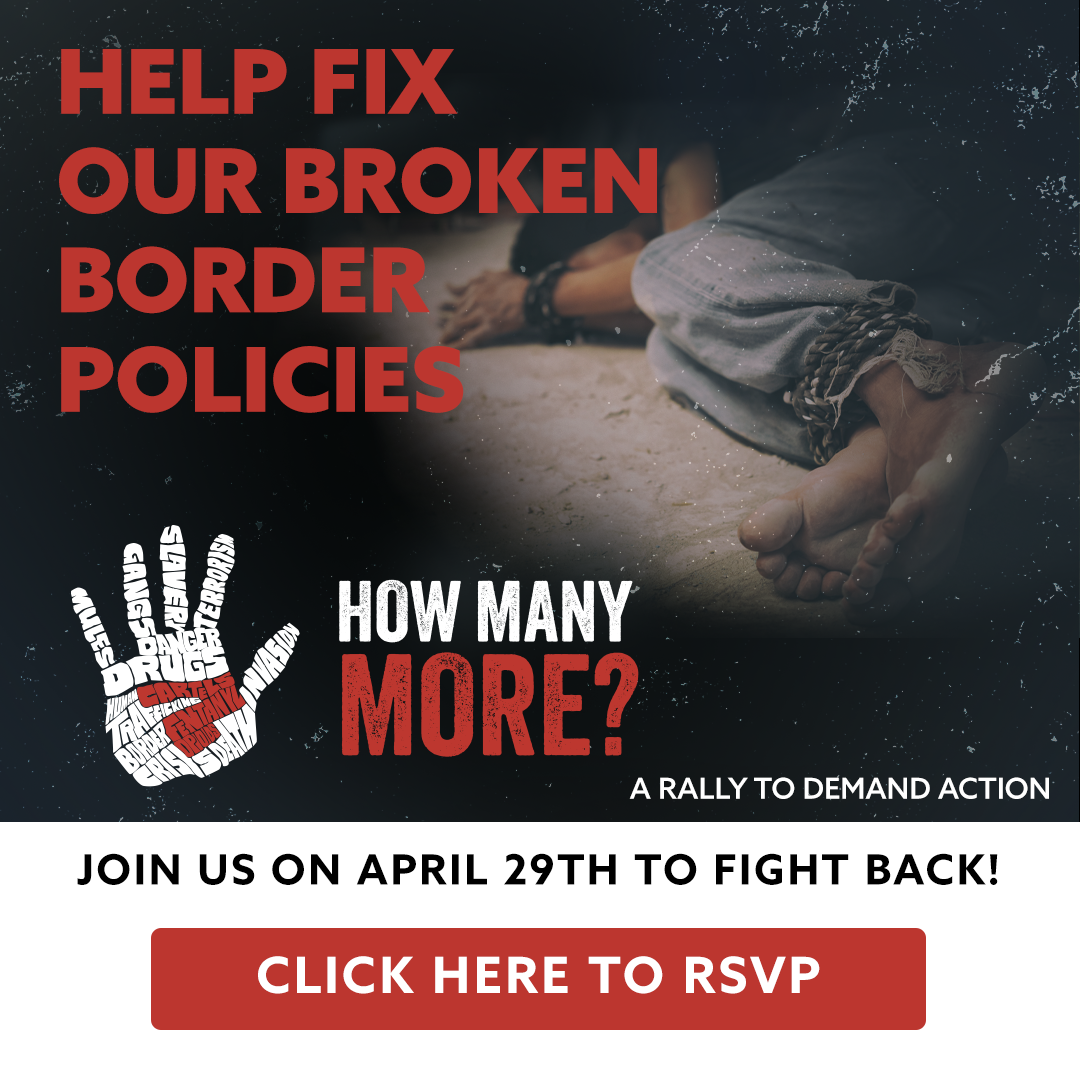 HELP FIX
OUR BROKEN
BORDER
POLICIES
MULES
GANGS
SLAVERY
TERRORISM
INVASION
DANGER
DRUGS
CARTELS
HUMAN
TRAFFICKING
FENTANYL
BORDER
CRISIS
DEATH
HOW MANY
MORE?
A RALLY TO DEMAND ACTION
JOIN US ON APRIL 29TH TO FIGHT BACK!
CLICK HERE TO RSVP